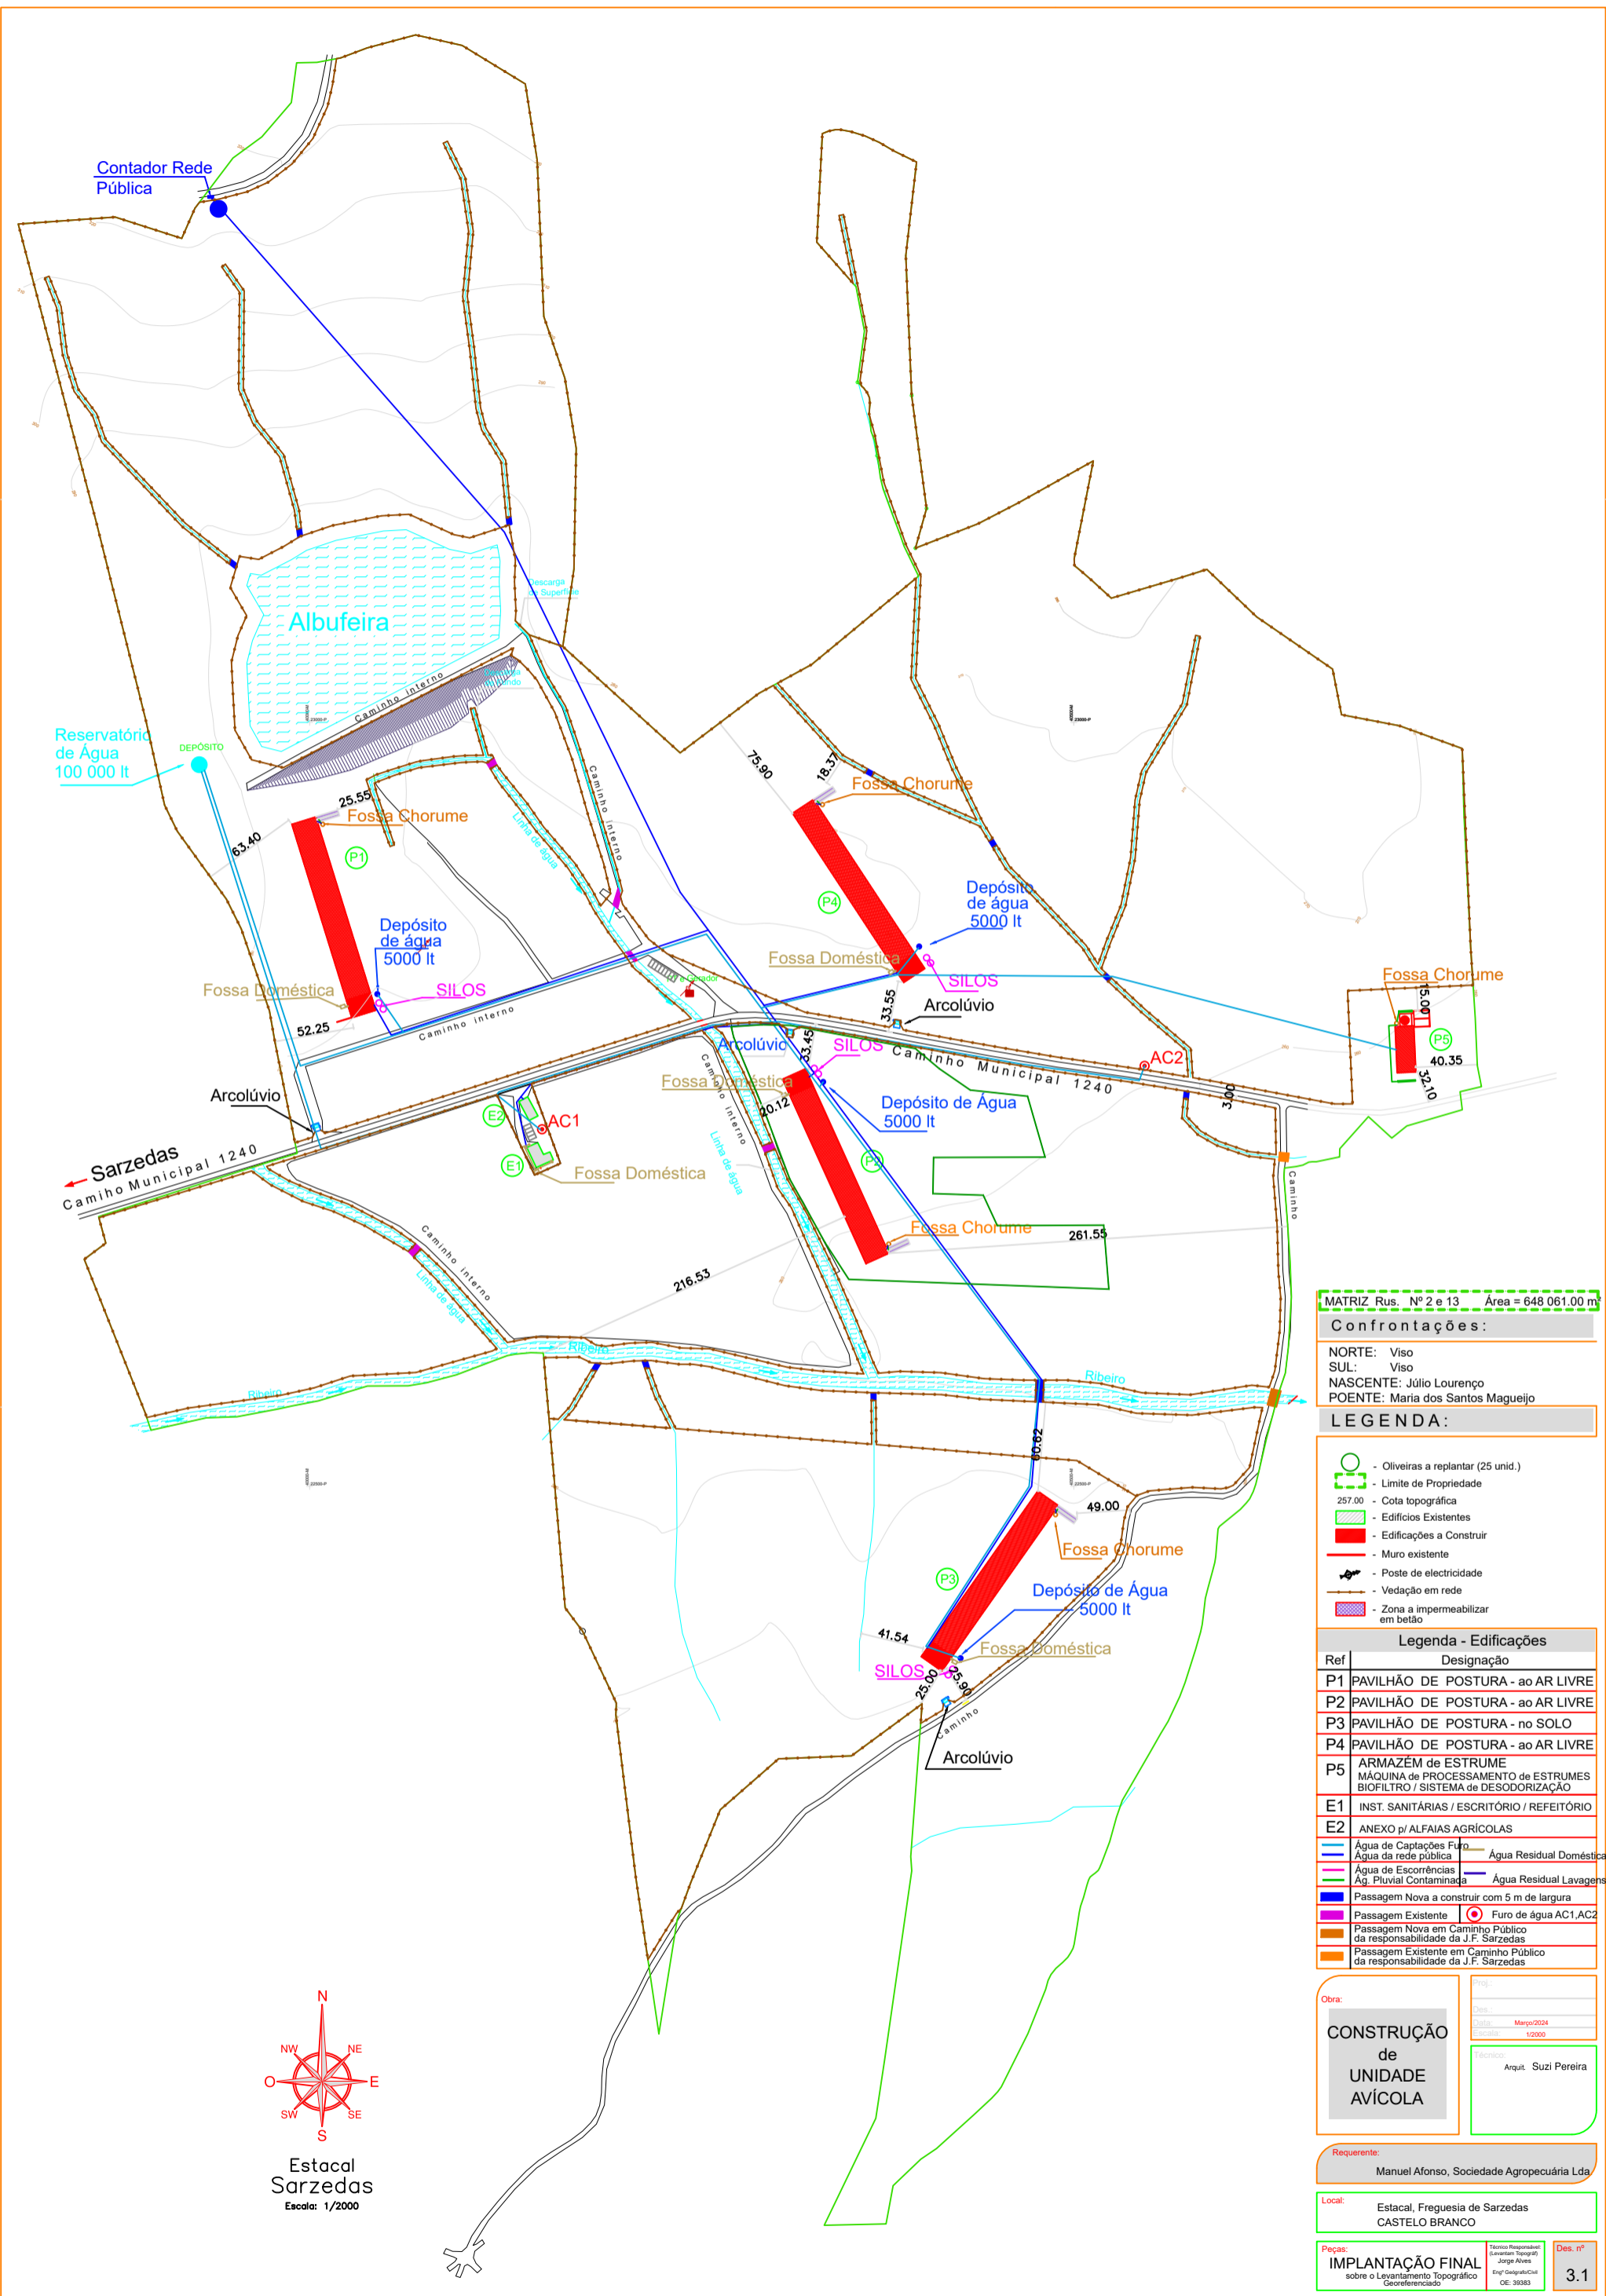 Contador Rede
Pública
Descarga
de Superfície
Albufeira
Caminho interno
Reservatório
de Água
100 000 lt
DEPÓSITO
25.55
Fossa Chorume
63.40
P1
Linha de água
Caminho interno
75.90
18.37
Fossa Chorume
P4
Depósito
de água
5000 lt
Depósito
de água
5000 lt
Fossa Doméstica
SILOS
52.25
Caminho interno
Fossa Doméstica
SILOS
33.55
Arcolúvio
Fossa Chorume
15.00
P5
40.35
32.10
Arcolúvio
33.45
SILOS
Caminho Municipal 1240
AC2
3.00
Fossa Doméstica
20.12
Caminho interno
Depósito de Água
5000 lt
Arcolúvio
E2
AC1
E1
Fossa Doméstica
Sarzedas
Camiho Municipal 1240
Linha de água
P2
Caminho
Fossa Chorume
261.55
Caminho interno
Linha de água
216.53
Ribeiro
Ribeiro
Ribeiro
60.62
49.00
Fossa Chorume
P3
Depósito de Água
5000 lt
41.54
Fossa Doméstica
SILOS
25.00
25.90
Caminho
Arcolúvio
MATRIZ Rus. Nº 2 e 13 Área = 648 061.00 m²
Confrontações:
NORTE: Viso
SUL: Viso
NASCENTE: Júlio Lourenço
POENTE: Maria dos Santos Magueijo
LEGENDA:
- Oliveiras a replantar (25 unid.)
- Limite de Propriedade
257.00 - Cota topográfica
- Edifícios Existentes
- Edificações a Construir
- Muro existente
- Poste de electricidade
- Vedação em rede
- Zona a impermeabilizar
em betão
Legenda - Edificações
Ref Designação
P1 PAVILHÃO DE POSTURA - ao AR LIVRE
P2 PAVILHÃO DE POSTURA - ao AR LIVRE
P3 PAVILHÃO DE POSTURA - no SOLO
P4 PAVILHÃO DE POSTURA - ao AR LIVRE
P5 ARMAZÉM de ESTRUME
MÁQUINA de PROCESSAMENTO de ESTRUMES
BIOFILTRO / SISTEMA de DESODORIZAÇÃO
E1 INST. SANITÁRIAS / ESCRITÓRIO / REFEITÓRIO
E2 ANEXO p/ ALFAIAS AGRÍCOLAS
Água de Captações Furo
Água da rede pública
Água Residual Doméstica
Água de Escorrências
Ág. Pluvial Contaminada
Água Residual Lavagens
Passagem Nova a construir com 5 m de largura
Passagem Existente
Furo de água AC1,AC2
Passagem Nova em Caminho Público
da responsabilidade da J.F. Sarzedas
Passagem Existente em Caminho Público
da responsabilidade da J.F. Sarzedas
Obra:
CONSTRUÇÃO
de
UNIDADE
AVÍCOLA
Proj.:
Des.:
Data: Março/2024
Escala: 1/2000
Técnico:
Arquit. Suzi Pereira
Requerente:
Manuel Afonso, Sociedade Agropecuária Lda
Local:
Estacal, Freguesia de Sarzedas
CASTELO BRANCO
Peças:
IMPLANTAÇÃO FINAL
sobre o Levantamento Topográfico
Georeferenciado
Técnico Responsável:
(Levantam Topográf)
Jorge Alves
Engº Geógrafo/Civil
OE: 39383
Des. nº
3.1
N
NW
NE
O
E
SW
SE
S
Estacal
Sarzedas
Escala: 1/2000